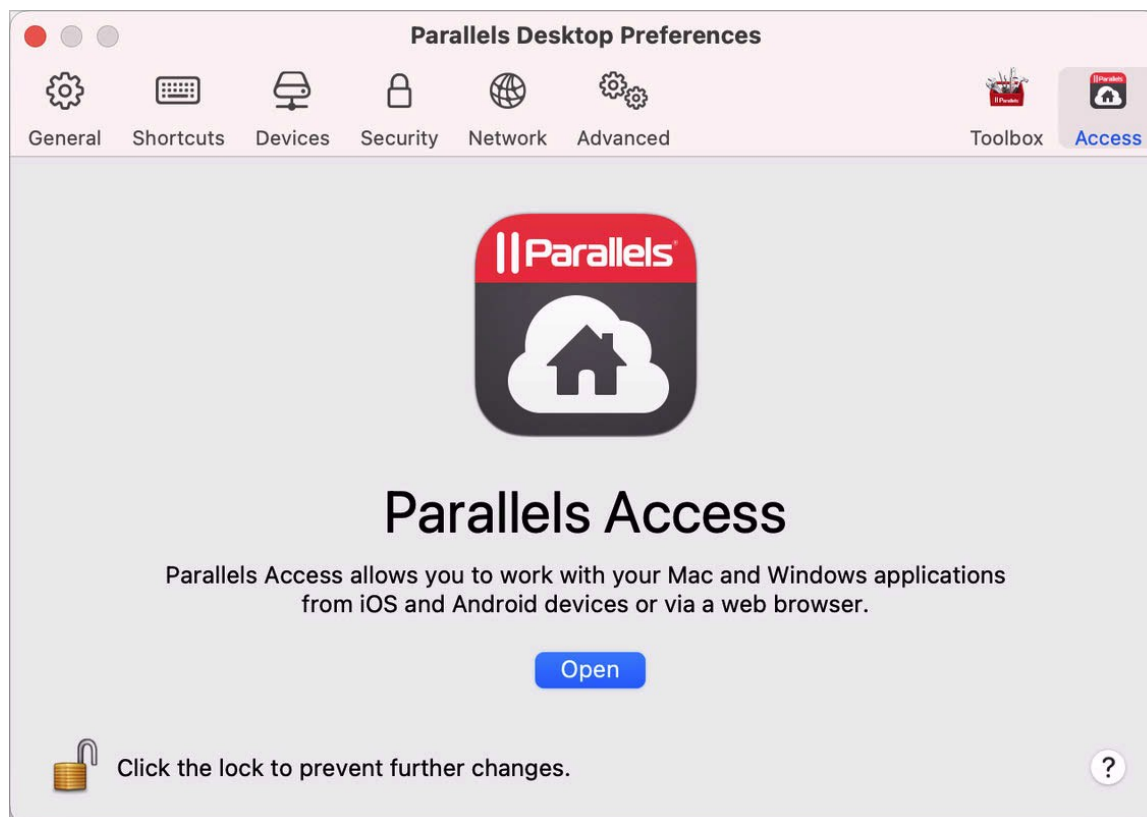 Parallels Desktop Preferences
General Shortcuts Devices Security Network Advanced Toolbox Access
Parallels
Parallels Access
Parallels Access allows you to work with your Mac and Windows applications
from iOS and Android devices or via a web browser.
Open
Click the lock to prevent further changes.
?